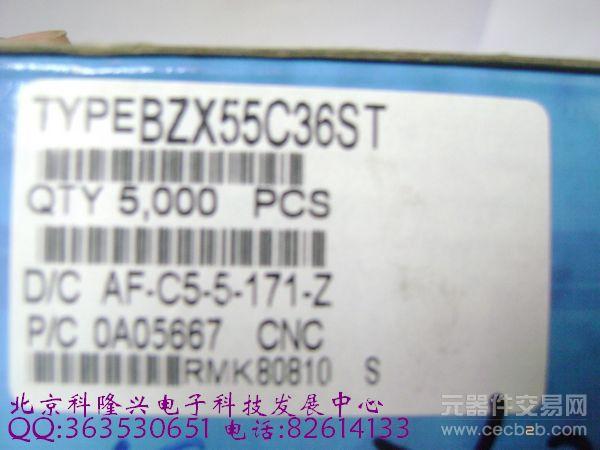 TYPE BZX55C36ST
QTY 5,000 PCS
D/C AF-C5-5-171-Z
P/C 0A05667 CNC
RMK80810 S
北京科隆兴电子科技发展中心
QQ:363530651 电话:82614133
元器件交易网
www.cecb2b.com